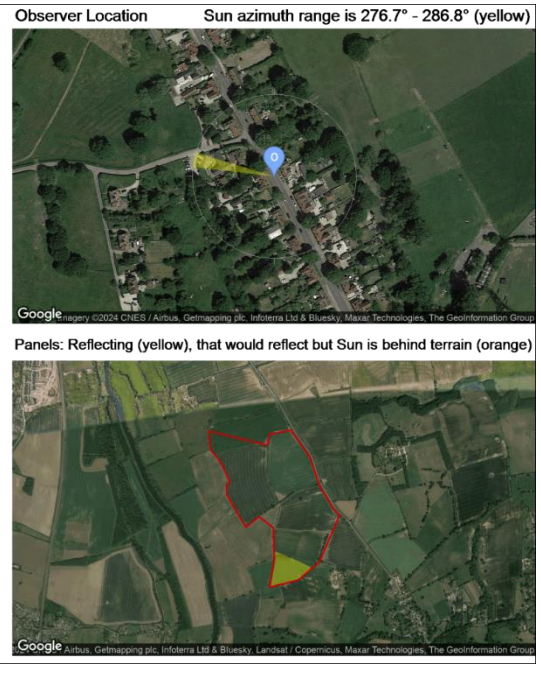 Observer Location
Sun azimuth range is 276.7° - 286.8° (yellow)
O
Google
Imagery ©2024 CNES / Airbus, Getmapping plc, Infoterra Ltd & Bluesky, Maxar Technologies, The GeoInformation Group
Panels: Reflecting (yellow), that would reflect but Sun is behind terrain (orange)
Google
Airbus, Getmapping plc, Infoterra Ltd & Bluesky, Landsat / Copernicus, Maxar Technologies, The GeoInformation Group